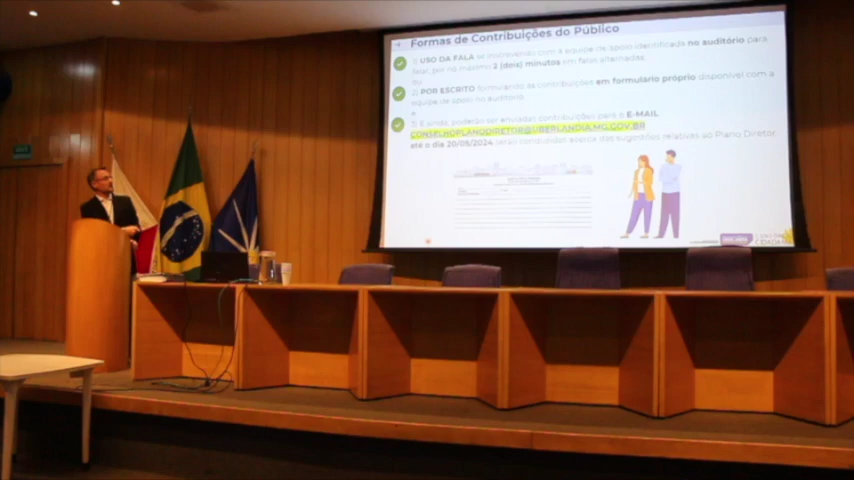 Formas de Contribuições do Público
1) USO DA FALA se inscrevendo com a equipe de apoio identificada no auditório para
falar, por no máximo 2 (dois) minutos em falas alternadas;
ou
2) POR ESCRITO formulando as contribuições em formulário próprio disponível com a
equipe de apoio no auditório.
e
3) E ainda, poderão ser enviadas contribuições para o E-MAIL
CONSELHOPLANODIRETOR@UBERLANDIA.MG.GOV.BR
até o dia 20/05/2024 acerca das sugestões relativas ao Plano Diretor